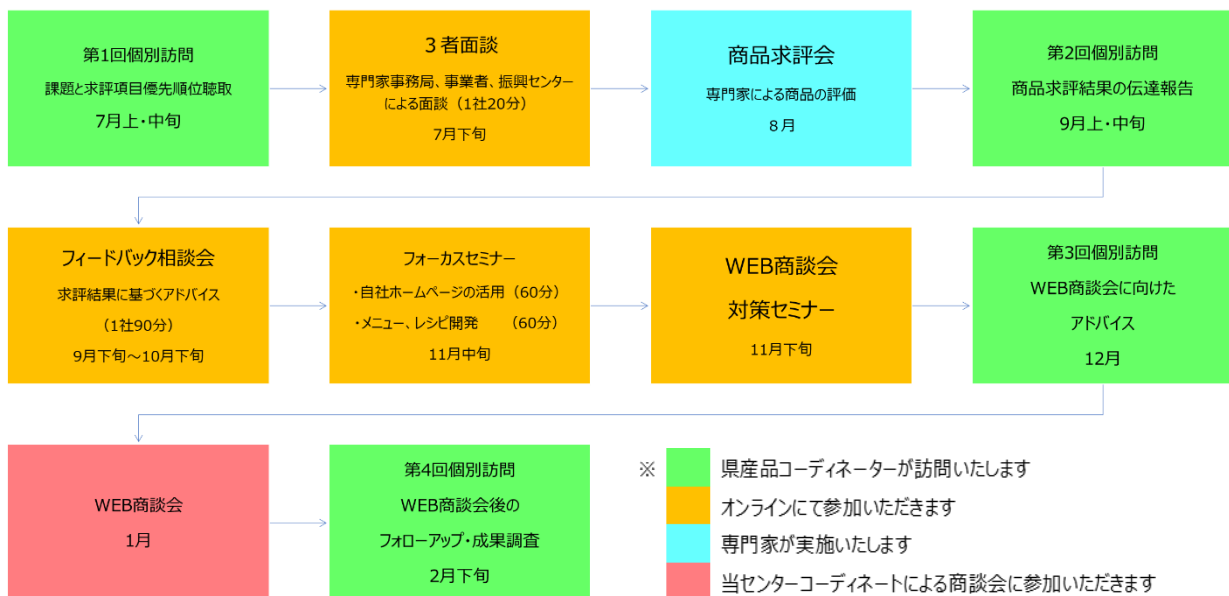 第1回個別訪問
課題と求評項目優先順位聴取
7月上・中旬
３者面談
専門家事務局、事業者、振興センター
による面談（1社20分）
7月下旬
商品求評会
専門家による商品の評価
８月
第2回個別訪問
商品求評結果の伝達報告
9月上・中旬
フィードバック相談会
求評結果に基づくアドバイス
（1社90分）
9月下旬～10月下旬
フォーカスセミナー
・自社ホームページの活用（60分）
・メニュー、レシピ開発　　（60分）
11月中旬
WEB商談会
対策セミナー
11月下旬
第3回個別訪問
WEB商談会に向けた
アドバイス
12月
WEB商談会
1月
第4回個別訪問
WEB商談会後の
フォローアップ・成果調査
2月下旬
※ 県産品コーディネーターが訪問いたします
オンラインにて参加いただきます
専門家が実施いたします
当センターコーディネートによる商談会に参加いただきます